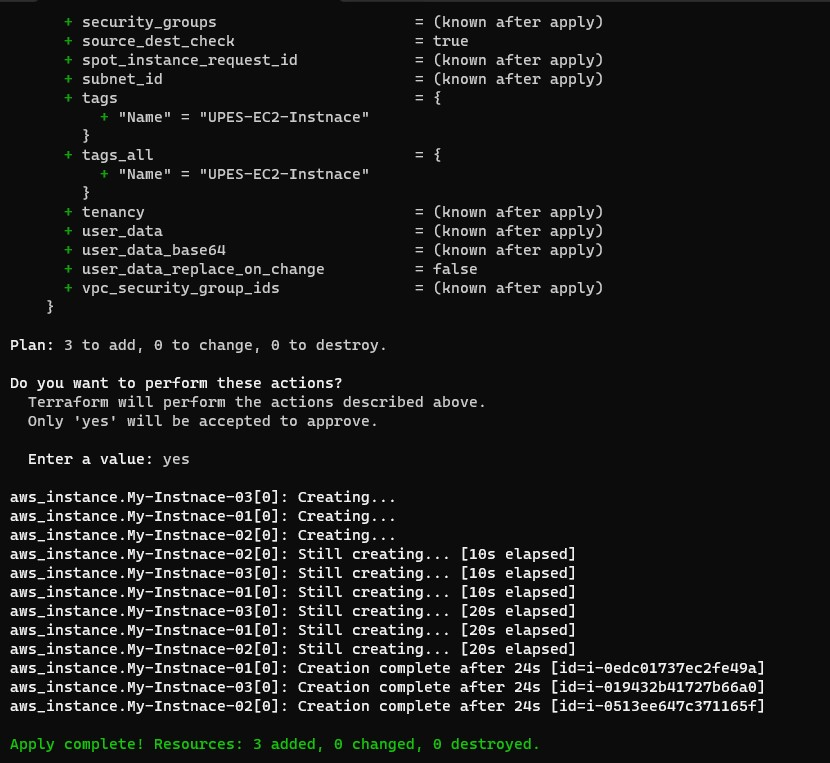 + security_groups = (known after apply)
+ source_dest_check = true
+ spot_instance_request_id = (known after apply)
+ subnet_id = (known after apply)
+ tags = {
+ "Name" = "UPES-EC2-Instnace"
}
+ tags_all = {
+ "Name" = "UPES-EC2-Instnace"
}
+ tenancy = (known after apply)
+ user_data = (known after apply)
+ user_data_base64 = (known after apply)
+ user_data_replace_on_change = false
+ vpc_security_group_ids = (known after apply)
}
Plan: 3 to add, 0 to change, 0 to destroy.
Do you want to perform these actions?
Terraform will perform the actions described above.
Only 'yes' will be accepted to approve.
Enter a value: yes
aws_instance.My-Instnace-03[0]: Creating...
aws_instance.My-Instnace-01[0]: Creating...
aws_instance.My-Instnace-02[0]: Creating...
aws_instance.My-Instnace-02[0]: Still creating... [10s elapsed]
aws_instance.My-Instnace-03[0]: Still creating... [10s elapsed]
aws_instance.My-Instnace-01[0]: Still creating... [10s elapsed]
aws_instance.My-Instnace-03[0]: Still creating... [20s elapsed]
aws_instance.My-Instnace-01[0]: Still creating... [20s elapsed]
aws_instance.My-Instnace-02[0]: Still creating... [20s elapsed]
aws_instance.My-Instnace-01[0]: Creation complete after 24s [id=i-0edc01737ec2fe49a]
aws_instance.My-Instnace-03[0]: Creation complete after 24s [id=i-019432b41727b66a0]
aws_instance.My-Instnace-02[0]: Creation complete after 24s [id=i-0513ee647c371165f]
Apply complete! Resources: 3 added, 0 changed, 0 destroyed.